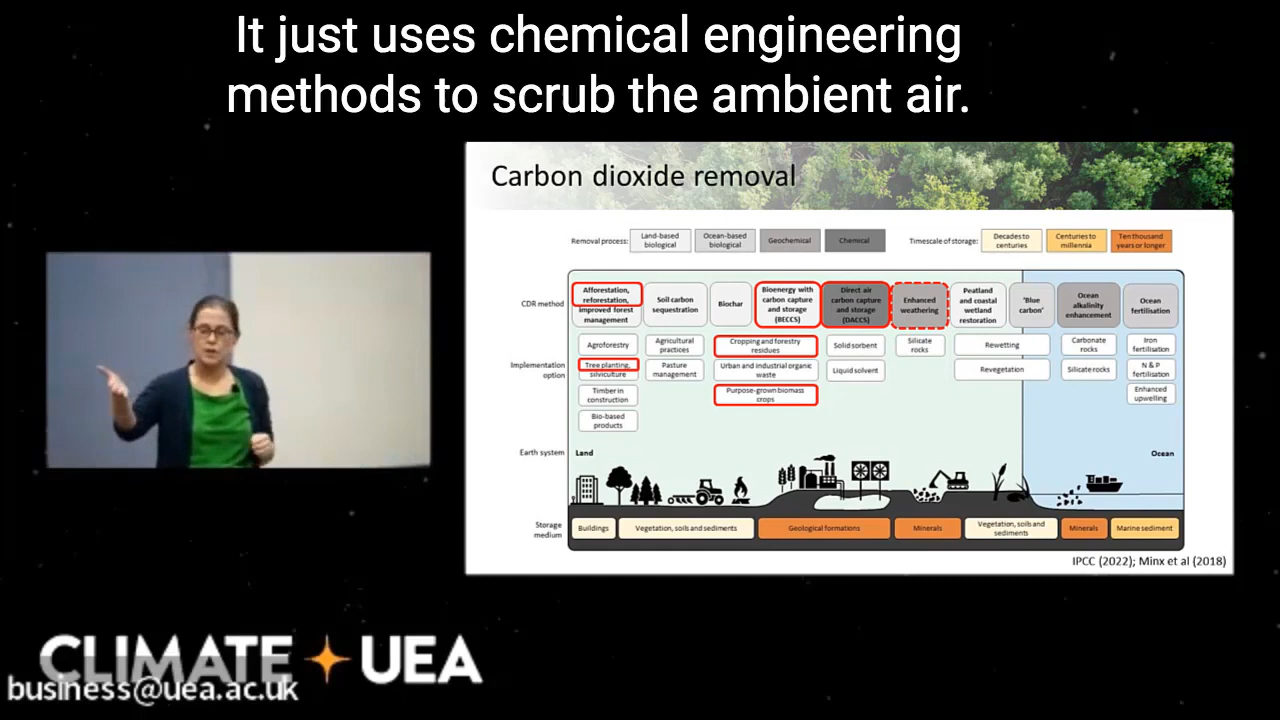 It just uses chemical engineering
methods to scrub the ambient air.
Carbon dioxide removal
Removal process:
Land-based
biological
Ocean-based
biological
Geochemical
Chemical
Timescale of storage:
Decades to
centuries
Centuries to
millennia
Ten thousand
years or longer
CDR method
Afforestation,
reforestation,
improved forest
management
Soil carbon
sequestration
Biochar
Bioenergy with
carbon capture
and storage
(BECCS)
Direct air
carbon capture
and storage
(DACCS)
Enhanced
weathering
Peatland
and coastal
wetland
restoration
'Blue
carbon'
Ocean
alkalinity
enhancement
Ocean
fertilisation
Implementation
option
Agroforestry
Tree planting,
silviculture
Timber in
construction
Bio-based
products
Agricultural
practices
Pasture
management
Cropping and forestry
residues
Urban and industrial organic
waste
Purpose-grown biomass
crops
Solid sorbent
Liquid solvent
Silicate
rocks
Rewetting
Revegetation
Carbonate
rocks
Silicate rocks
Iron
fertilisation
N & P
fertilisation
Enhanced
upwelling
Earth system
Land
Ocean
Storage
medium
Buildings
Vegetation, soils and sediments
Geological formations
Minerals
Vegetation, soils and
sediments
Minerals
Marine sediment
IPCC (2022); Minx et al (2018)
CLIMATE UEA
business@uea.ac.uk